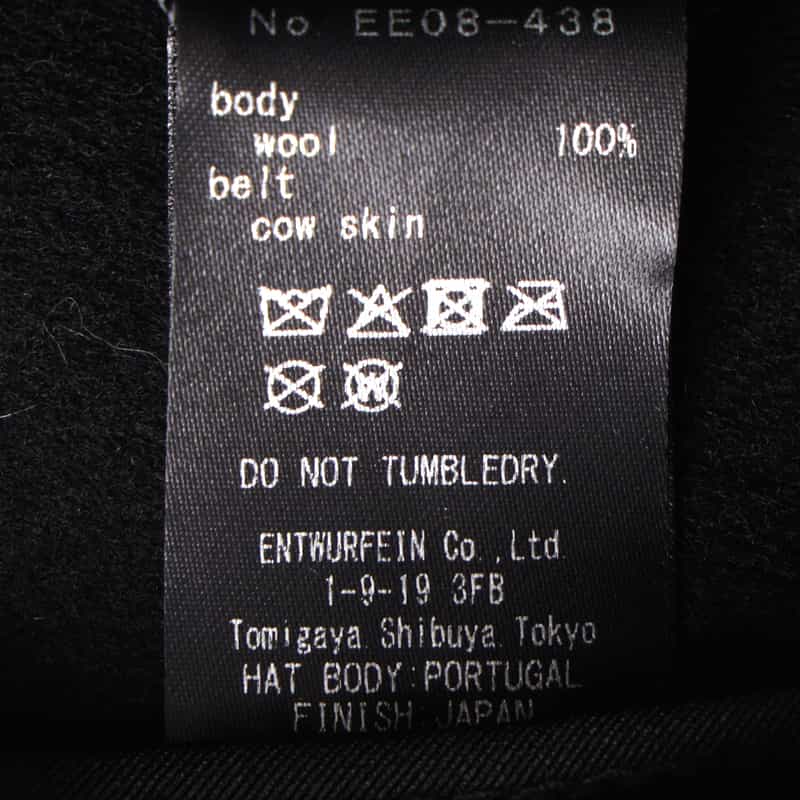 No EE08-438
body
wool 100%
belt
cow skin
W
DO NOT TUMBLEDRY.
ENTWURFEIN Co.,Ltd.
1-9-19 3FB
Tomigaya.Shibuya.Tokyo
HAT BODY:PORTUGAL
FINISH:JAPAN